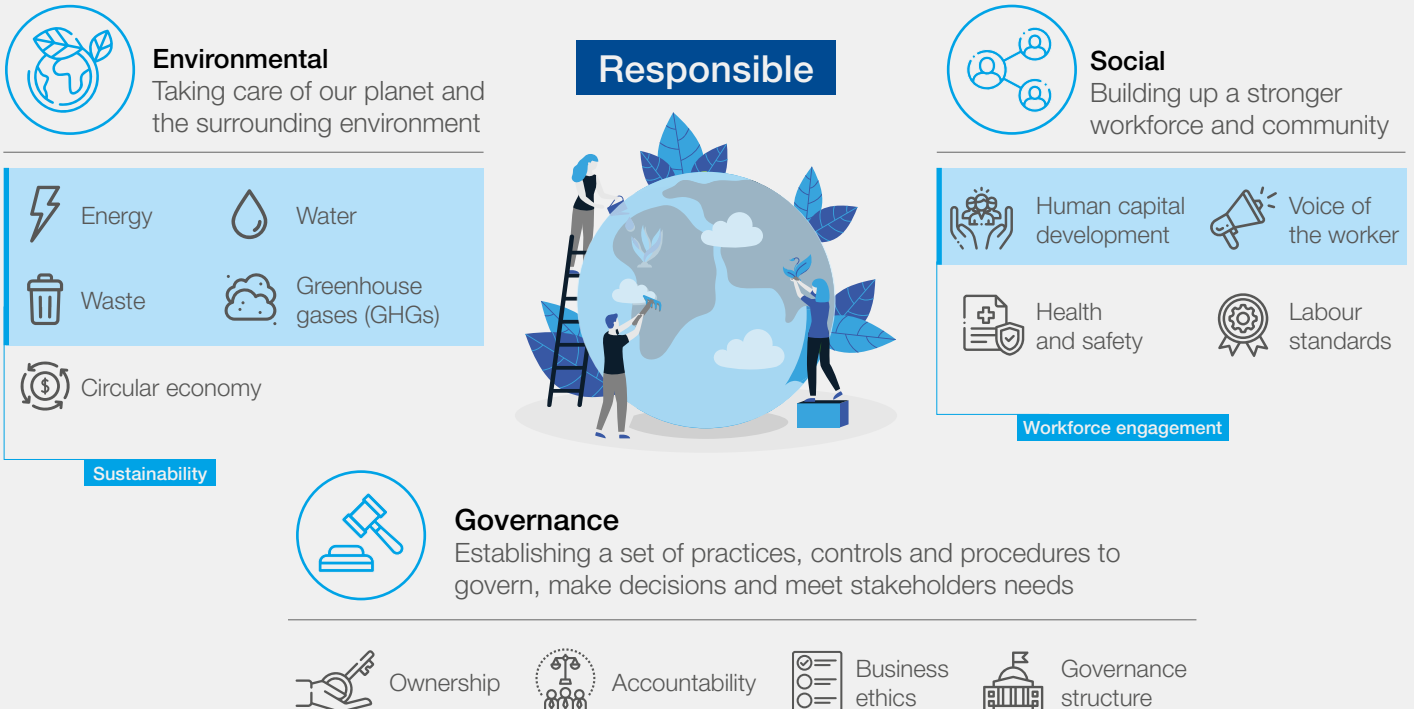 Environmental
Taking care of our planet and
the surrounding environment
Energy
Water
Waste
Greenhouse
gases (GHGs)
Circular economy
Sustainability
Responsible
Social
Building up a stronger
workforce and community
Human capital
development
Voice of
the worker
Health
and safety
Labour
standards
Workforce engagement
Governance
Establishing a set of practices, controls and procedures to
govern, make decisions and meet stakeholders needs
Ownership
Accountability
Business
ethics
Governance
structure